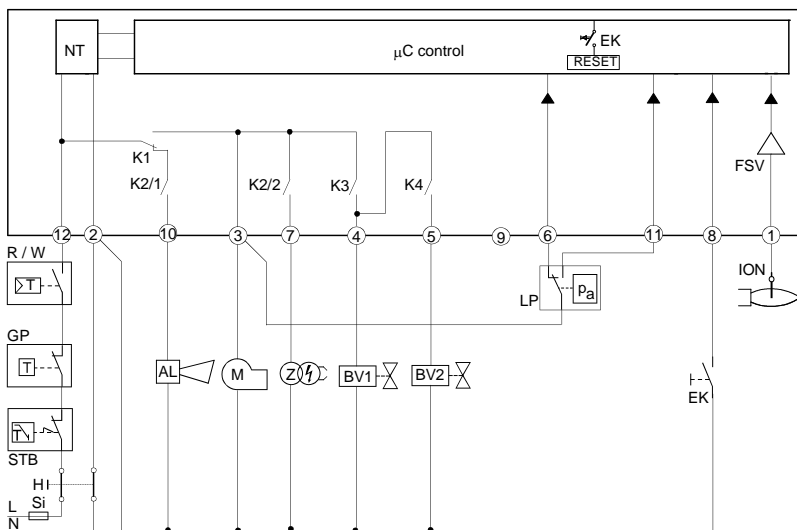 NT
µC control
EK
RESET
FSV
K1
K2/1
K2/2
K3
K4
12
2
10
3
7
4
5
9
6
11
8
1
R / W
T
LP
pa
ION
GP
T
AL
M
Z
BV1
BV2
EK
T
STB
H
Si
L
N